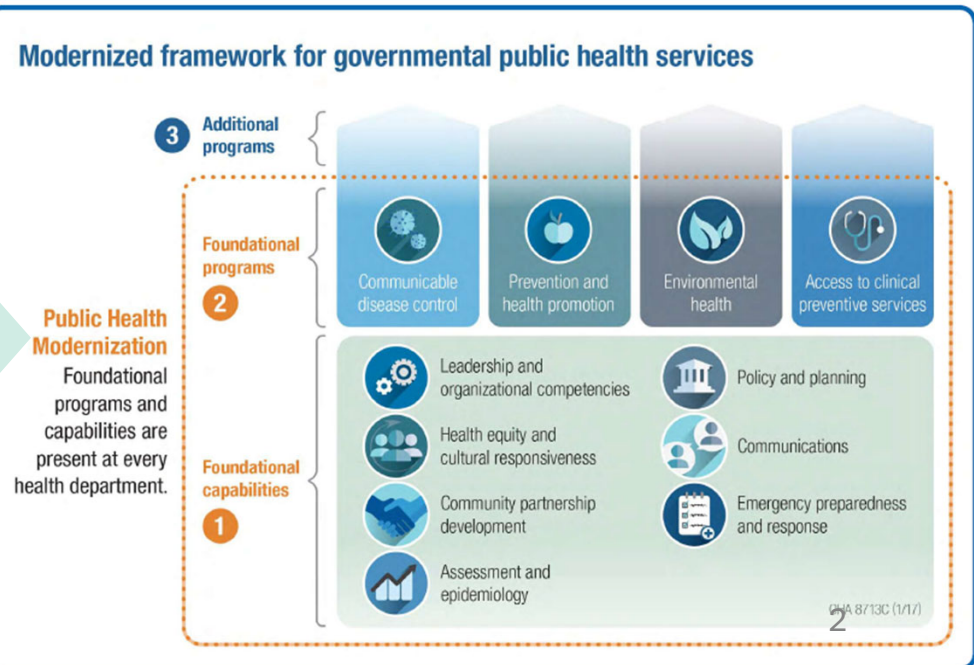 Modernized framework for governmental public health services
3
Additional
programs
Foundational
programs
2
Communicable
disease control
Prevention and
health promotion
Environmental
health
Access to clinical
preventive services
Public Health
Modernization
Foundational
programs and
capabilities are
present at every
health department.
Foundational
capabilities
1
Leadership and
organizational competencies
Health equity and
cultural responsiveness
Community partnership
development
Assessment and
epidemiology
Policy and planning
Communications
Emergency preparedness
and response
8713C (1/17)
2